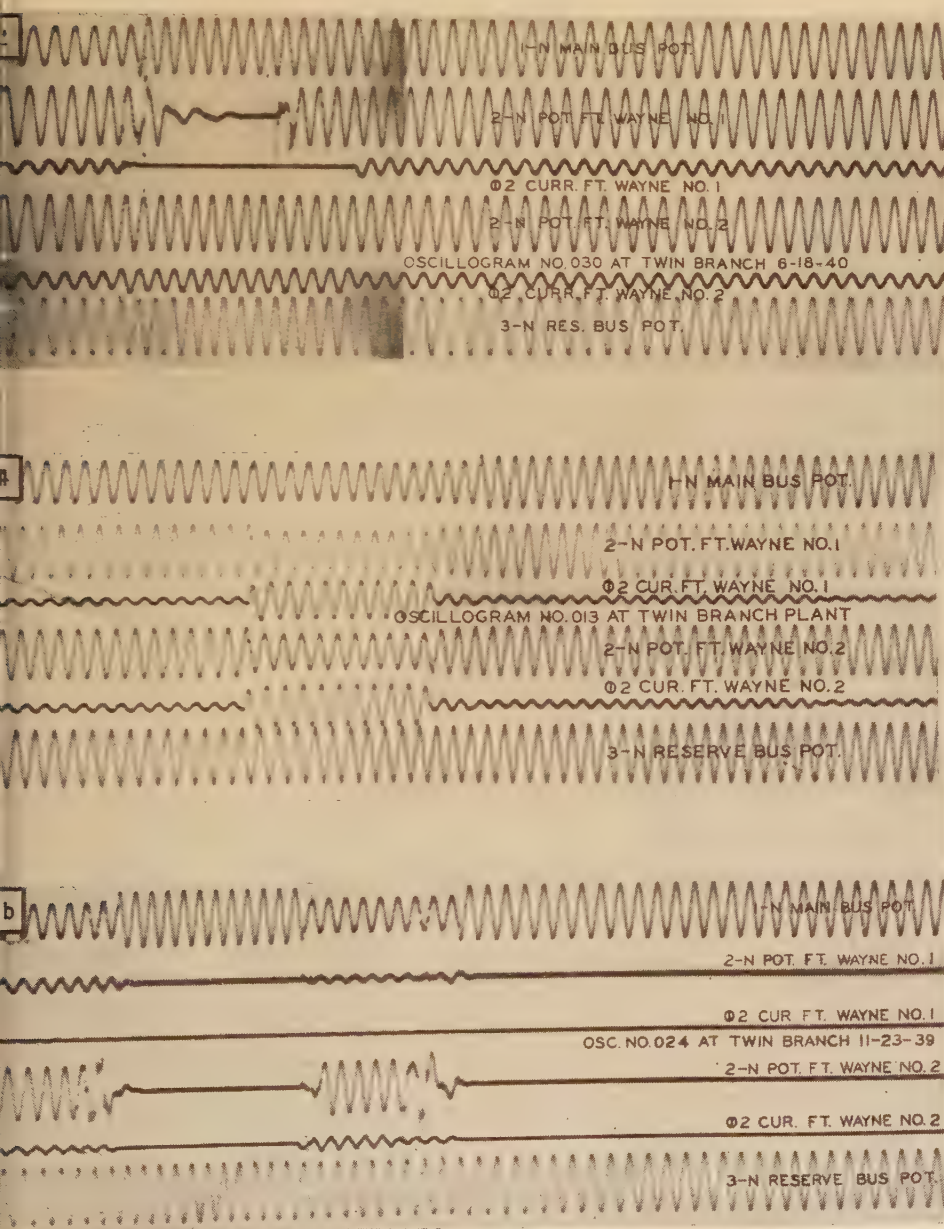 1-N MAIN BUS POT.
2-N POT. FT. WAYNE NO. 1
Φ2 CURR. FT. WAYNE NO. 1
2-N POT. FT. WAYNE NO. 2
OSCILLOGRAM NO. 030 AT TWIN BRANCH 6-18-40
Φ2 CURR. FT. WAYNE NO. 2
3-N RES. BUS POT.
1-N MAIN BUS POT.
2-N POT. FT. WAYNE NO. 1
Φ2 CUR. FT. WAYNE NO. 1
OSCILLOGRAM NO. 013 AT TWIN BRANCH PLANT
2-N POT. FT. WAYNE NO. 2
Φ2 CUR. FT. WAYNE NO. 2
3-N RESERVE BUS POT.
b 1-N MAIN BUS POT
2-N POT. FT. WAYNE NO. 1
Φ2 CUR FT. WAYNE NO. 1
OSC. NO. 024 AT TWIN BRANCH 11-23-39
2-N POT. FT. WAYNE NO. 2
Φ2 CUR. FT. WAYNE NO. 2
3-N RESERVE BUS POT.